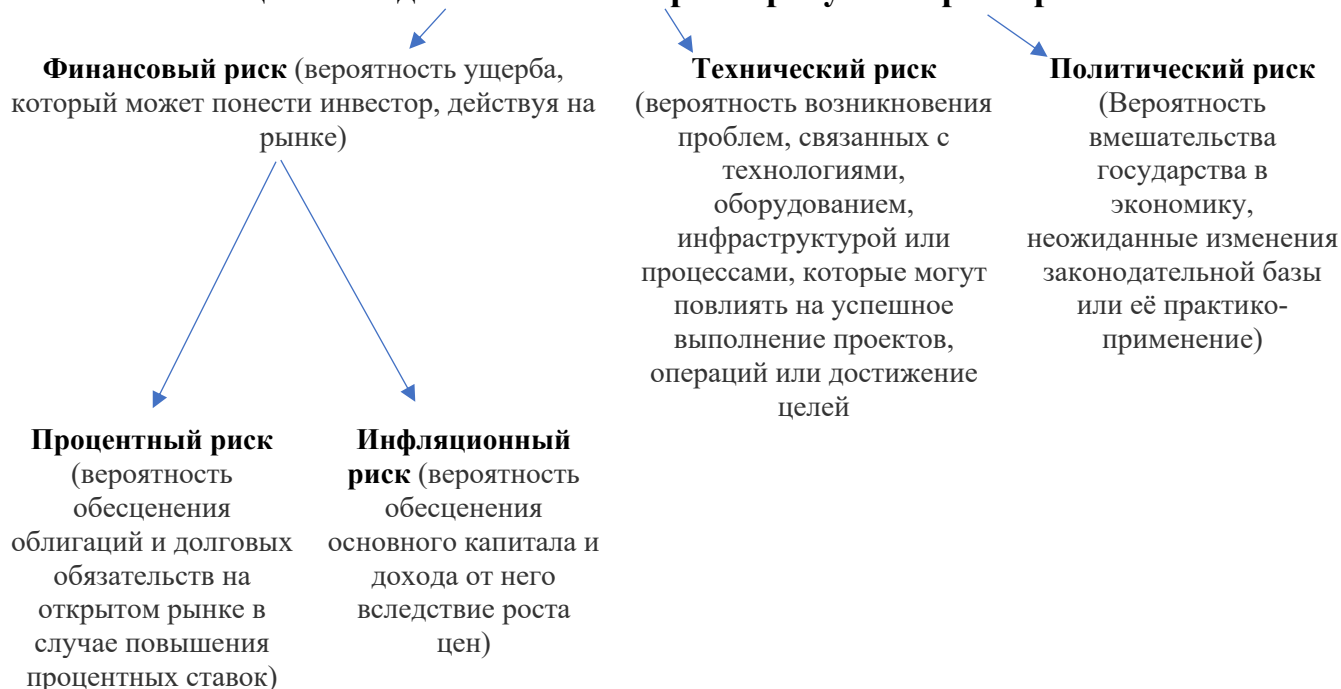 Финансовый риск (вероятность ущерба,
который может понести инвестор, действуя на
рынке)
Технический риск
(вероятность возникновения
проблем, связанных с
технологиями,
оборудованием,
инфраструктурой или
процессами, которые могут
повлиять на успешное
выполнение проектов,
операций или достижение
целей
Политический риск
(Вероятность
вмешательства
государства в
экономику,
неожиданные изменения
законодательной базы
или её практико-
применение)
Процентный риск
(вероятность
обесценения
облигаций и долговых
обязательств на
открытом рынке в
случае повышения
процентных ставок)
Инфляционный
риск (вероятность
обесценения
основного капитала и
дохода от него
вследствие роста
цен)